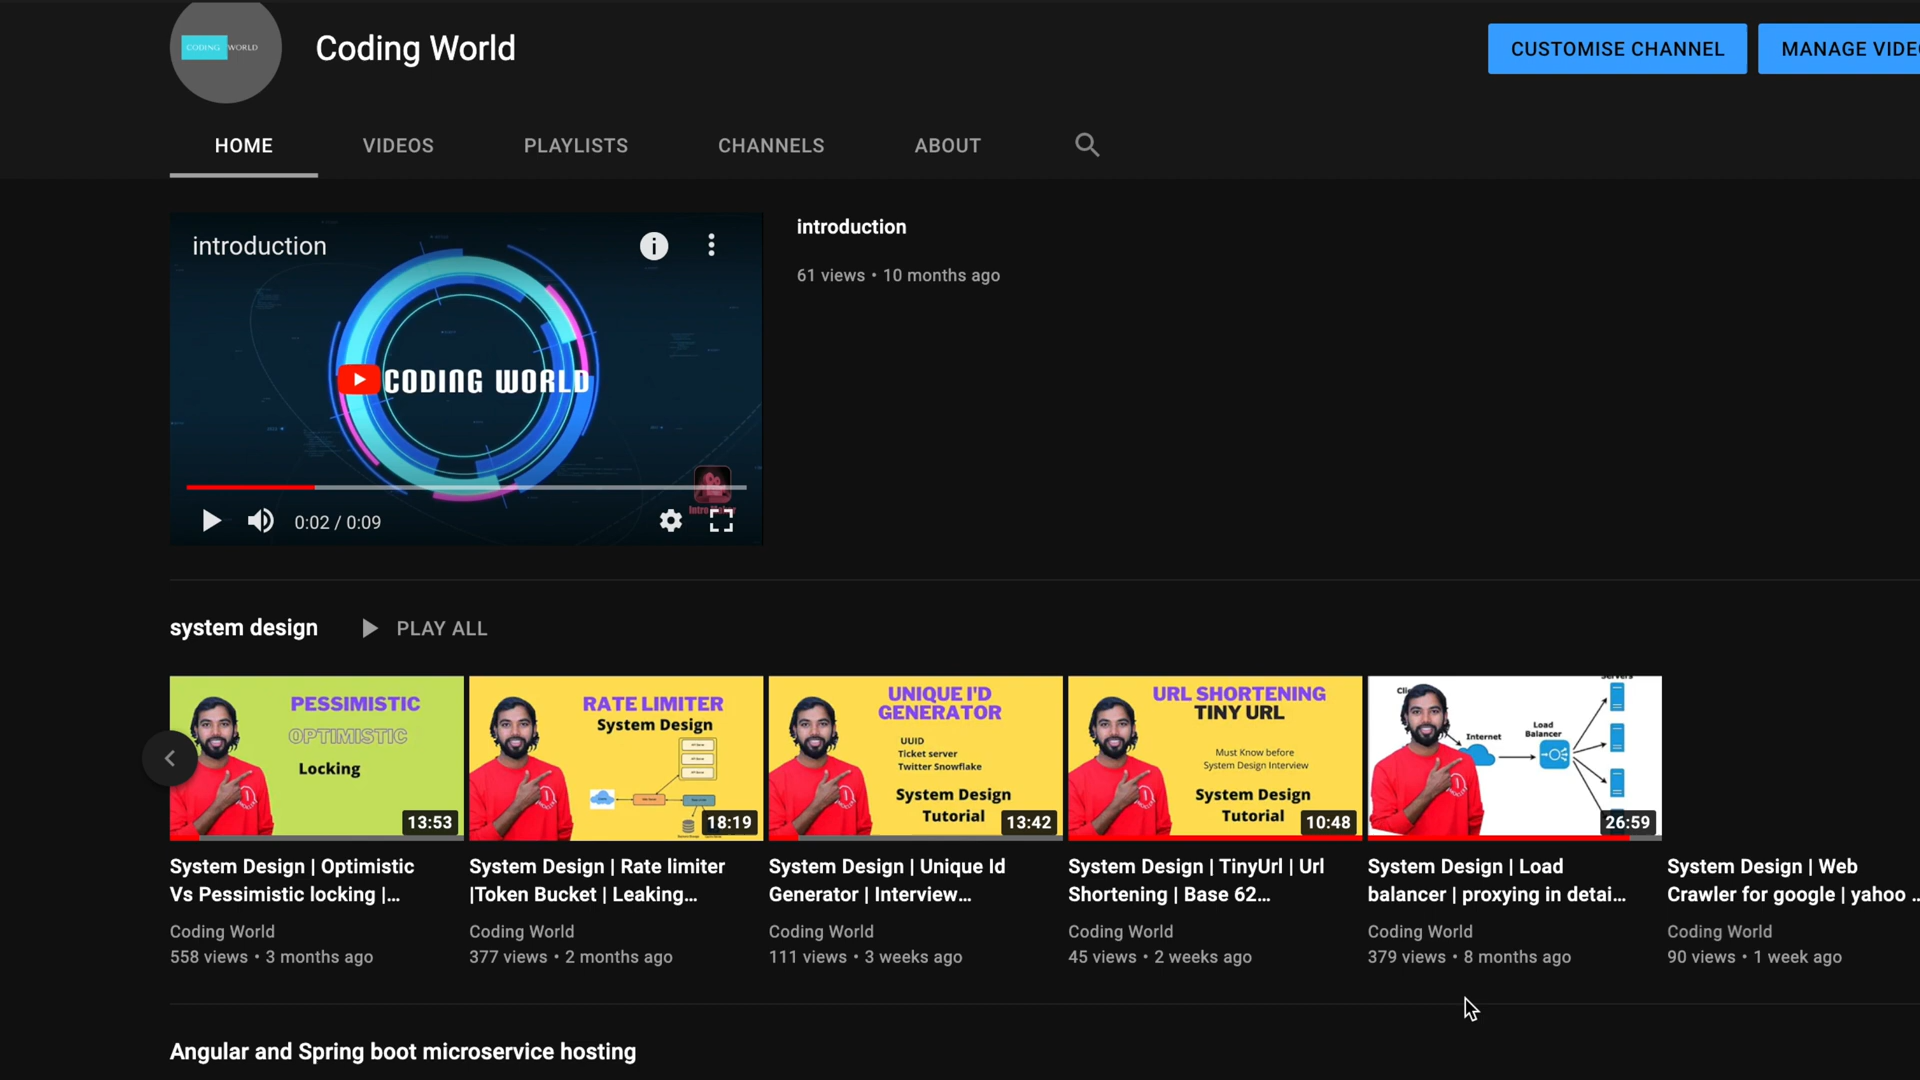 CODING WORLD
Coding World
CUSTOMISE CHANNEL
MANAGE VIDE
HOME
VIDEOS
PLAYLISTS
CHANNELS
ABOUT
introduction
CODING WORLD
0:02 / 0:09
introduction
61 views • 10 months ago
system design
PLAY ALL
PESSIMISTIC
OPTIMISTIC
Locking
13:53
RATE LIMITER
System Design
18:19
UNIQUE I'D
GENERATOR
UUID
Ticket server
Twitter Snowflake
System Design
Tutorial
13:42
URL SHORTENING
TINY URL
Must Know before
System Design Interview
System Design
Tutorial
10:48
Internet
Load
Balancer
26:59
System Design | Optimistic
Vs Pessimistic locking |...
Coding World
558 views • 3 months ago
System Design | Rate limiter
|Token Bucket | Leaking...
Coding World
377 views • 2 months ago
System Design | Unique Id
Generator | Interview...
Coding World
111 views • 3 weeks ago
System Design | TinyUrl | Url
Shortening | Base 62...
Coding World
45 views • 2 weeks ago
System Design | Load
balancer | proxying in detai...
Coding World
379 views • 8 months ago
System Design | Web
Crawler for google | yahoo ...
Coding World
90 views • 1 week ago
Angular and Spring boot microservice hosting